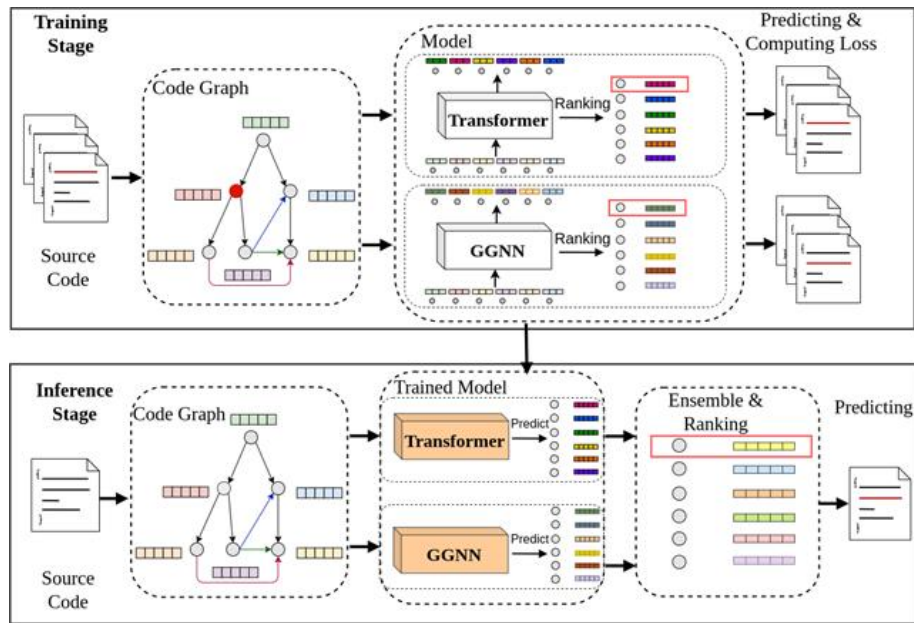 Training
Stage
Source
Code
Code Graph
Model
Transformer
Ranking
GGNN
Ranking
Predicting &
Computing Loss
Inference
Stage
Source
Code
Code Graph
Trained Model
Transformer
Predict
GGNN
Predict
Ensemble &
Ranking
Predicting